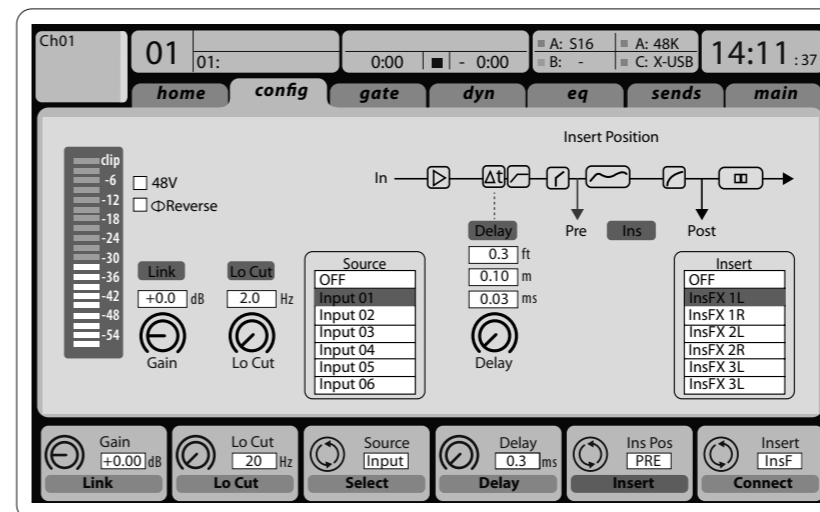 Ch01
01
01:
0:00 - 0:00
A: S16 A: 48K
B: - C: X-USB
14:11 :37
home config gate dyn eq sends main
Insert Position
In Δt
Pre Ins Post
clip
-6
-12
-18
-24
-30
-36
-42
-48
-54
48V
ΦReverse
Link
+0.0 dB
Gain
Lo Cut
2.0 Hz
Lo Cut
Source
OFF
Input 01
Input 02
Input 03
Input 04
Input 05
Input 06
Delay
0.3 ft
0.10 m
0.03 ms
Delay
Insert
OFF
InsFX 1L
InsFX 1R
InsFX 2L
InsFX 2R
InsFX 3L
InsFX 3L
Gain
+0.00 dB
Link
Lo Cut
20 Hz
Lo Cut
Source
Input
Select
Delay
0.3 ms
Delay
Ins Pos
PRE
Insert
Insert
InsF
Connect